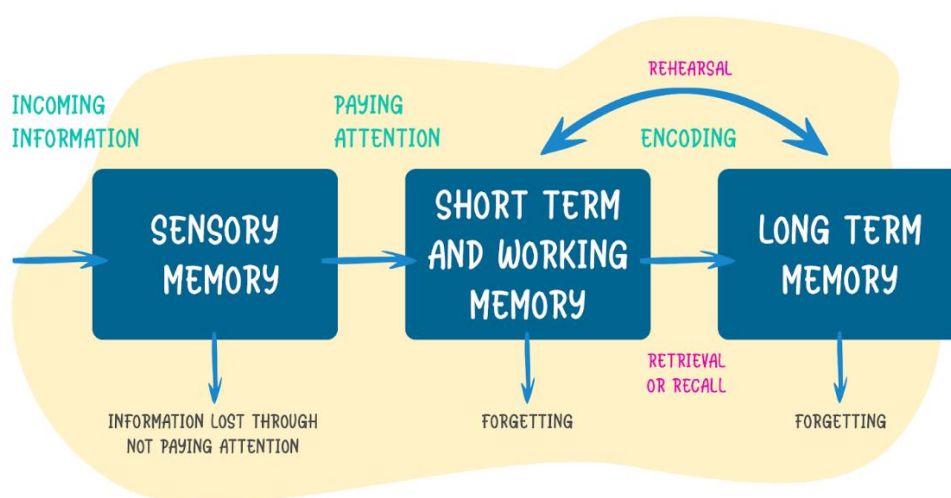 REHEARSAL
INCOMING
INFORMATION
PAYING
ATTENTION
ENCODING
SENSORY
MEMORY
SHORT TERM
AND WORKING
MEMORY
LONG TERM
MEMORY
RETRIEVAL
OR RECALL
INFORMATION LOST THROUGH
NOT PAYING ATTENTION
FORGETTING
FORGETTING